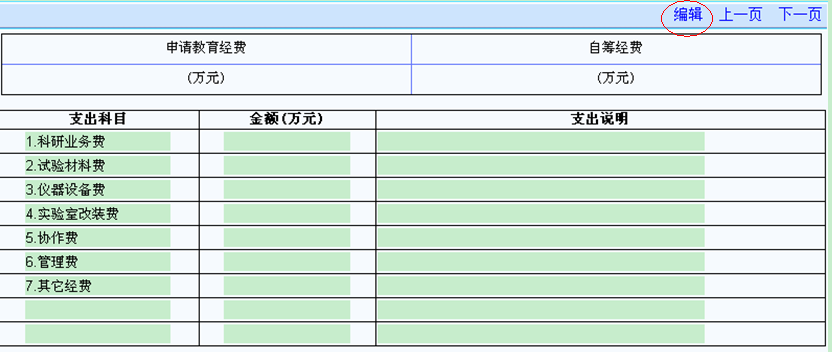 编辑 上一页 下一页
申请教育经费 自筹经费
(万元) (万元)
支出科目 金额(万元) 支出说明
1.科研业务费
2.试验材料费
3.仪器设备费
4.实验室改装费
5.协作费
6.管理费
7.其它经费